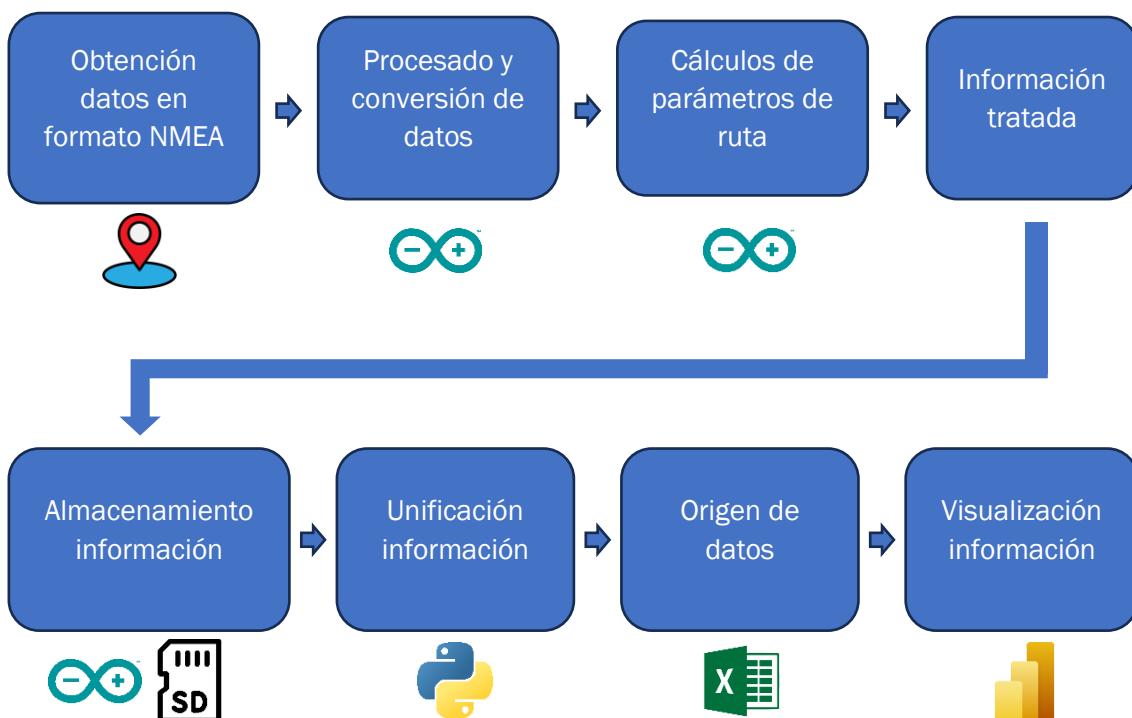 Obtención
datos en
formato NMEA
Procesado y
conversión de
datos
Cálculos de
parámetros de
ruta
Información
tratada
Almacenamiento
información
Unificación
información
Origen de
datos
Visualización
información
SD
X